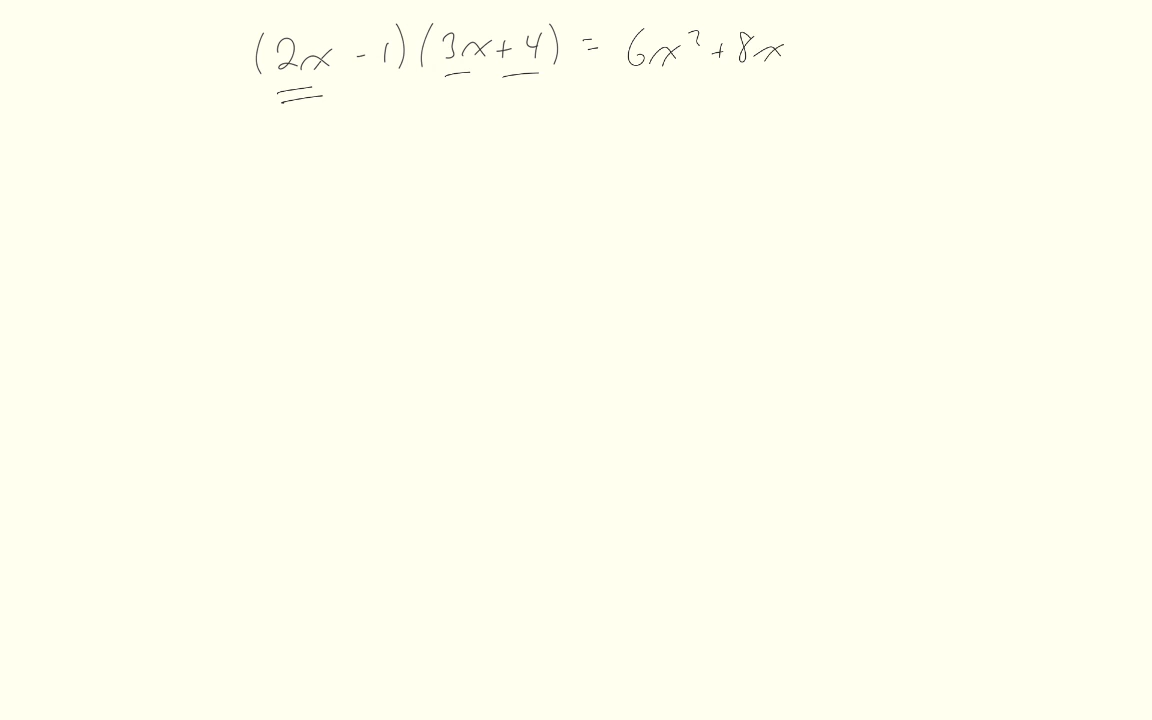 (2x - 1)(3x + 4) = 6x² + 8x